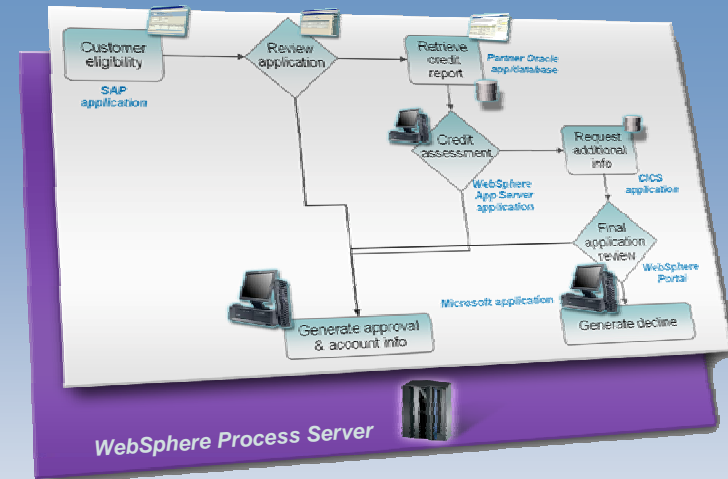 Customer
eligibility
SAP
application
Review
application
Retrieve
credit
report
Partner Oracle
app/database
Credit
assessment
WebSphere
App Server
application
Request
additional
info
CICS
application
Final
application
review
WebSphere
Portal
Microsoft application
Generate decline
Generate approval
& account info
WebSphere Process Server